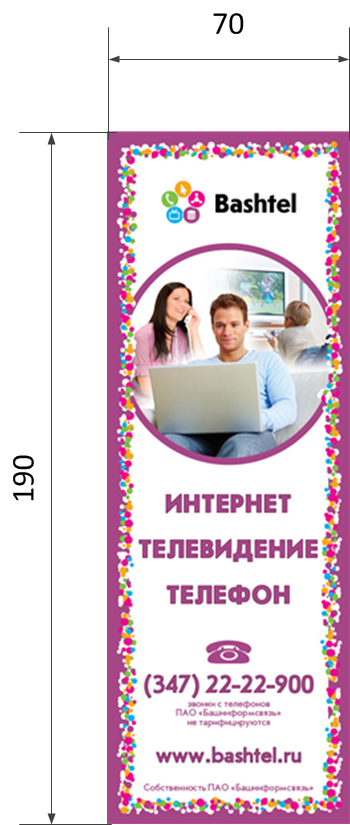 70
190
Bashtel
ИНТЕРНЕТ
ТЕЛЕВИДЕНИЕ
ТЕЛЕФОН
(347) 22-22-900
звонки с телефонов
ПАО «Башинформсвязь»
не тарифицируются
www.bashtel.ru
Собственность ПАО «Башинформсвязь»